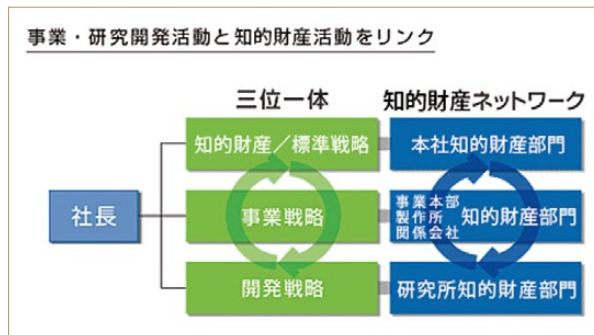 事業・研究開発活動と知的財産活動をリンク
三位一体
知的財産ネットワーク
知的財産／標準戦略
本社知的財産部門
社長
事業戦略
事業本部
製作所
関係会社
知的財産部門
開発戦略
研究所知的財産部門